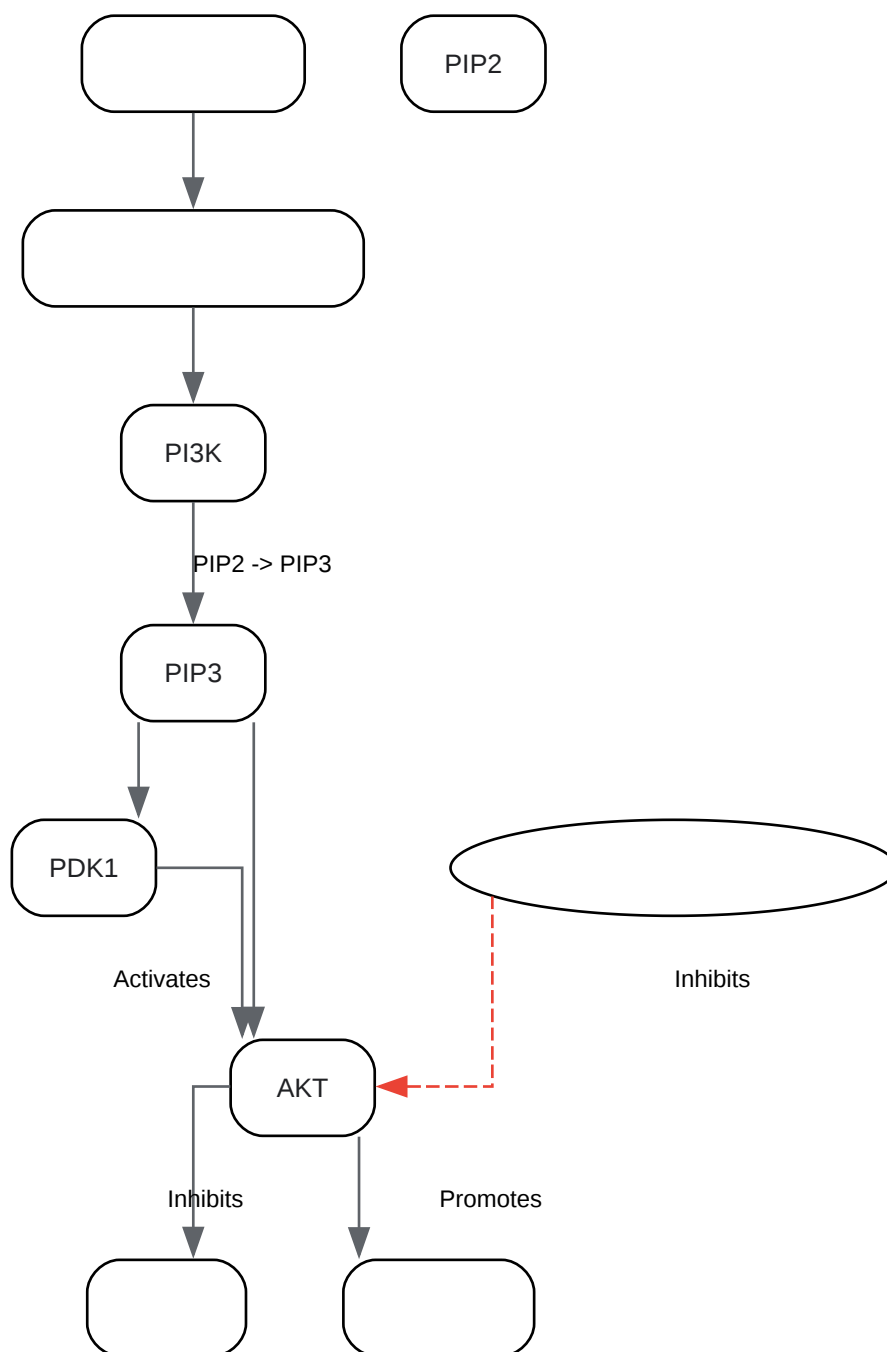 PIP2
PI3K
PIP2 -> PIP3
PIP3
PDK1
Activates
Inhibits
AKT
Inhibits
Promotes